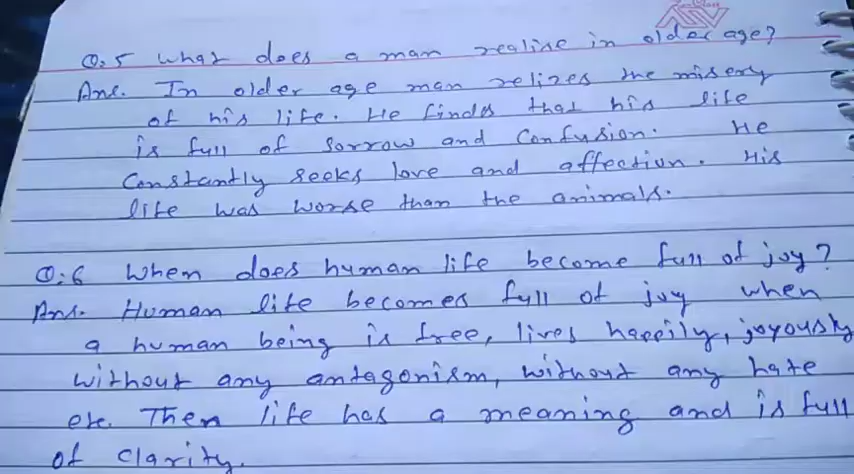 Q.5 What does a man realise in older age?
Ans. In older age man relizes the misery
of his life. He finds that his life
is full of sorrow and confusion. He
constantly seeks love and affection. His
life was worse than the animals.
Q.6 When does human life become full of joy?
Ans. Human life becomes full of joy when
a human being is free, lives happily, joyously
without any antagonism, without any hate
etc. Then life has a meaning and is full
of clarity.